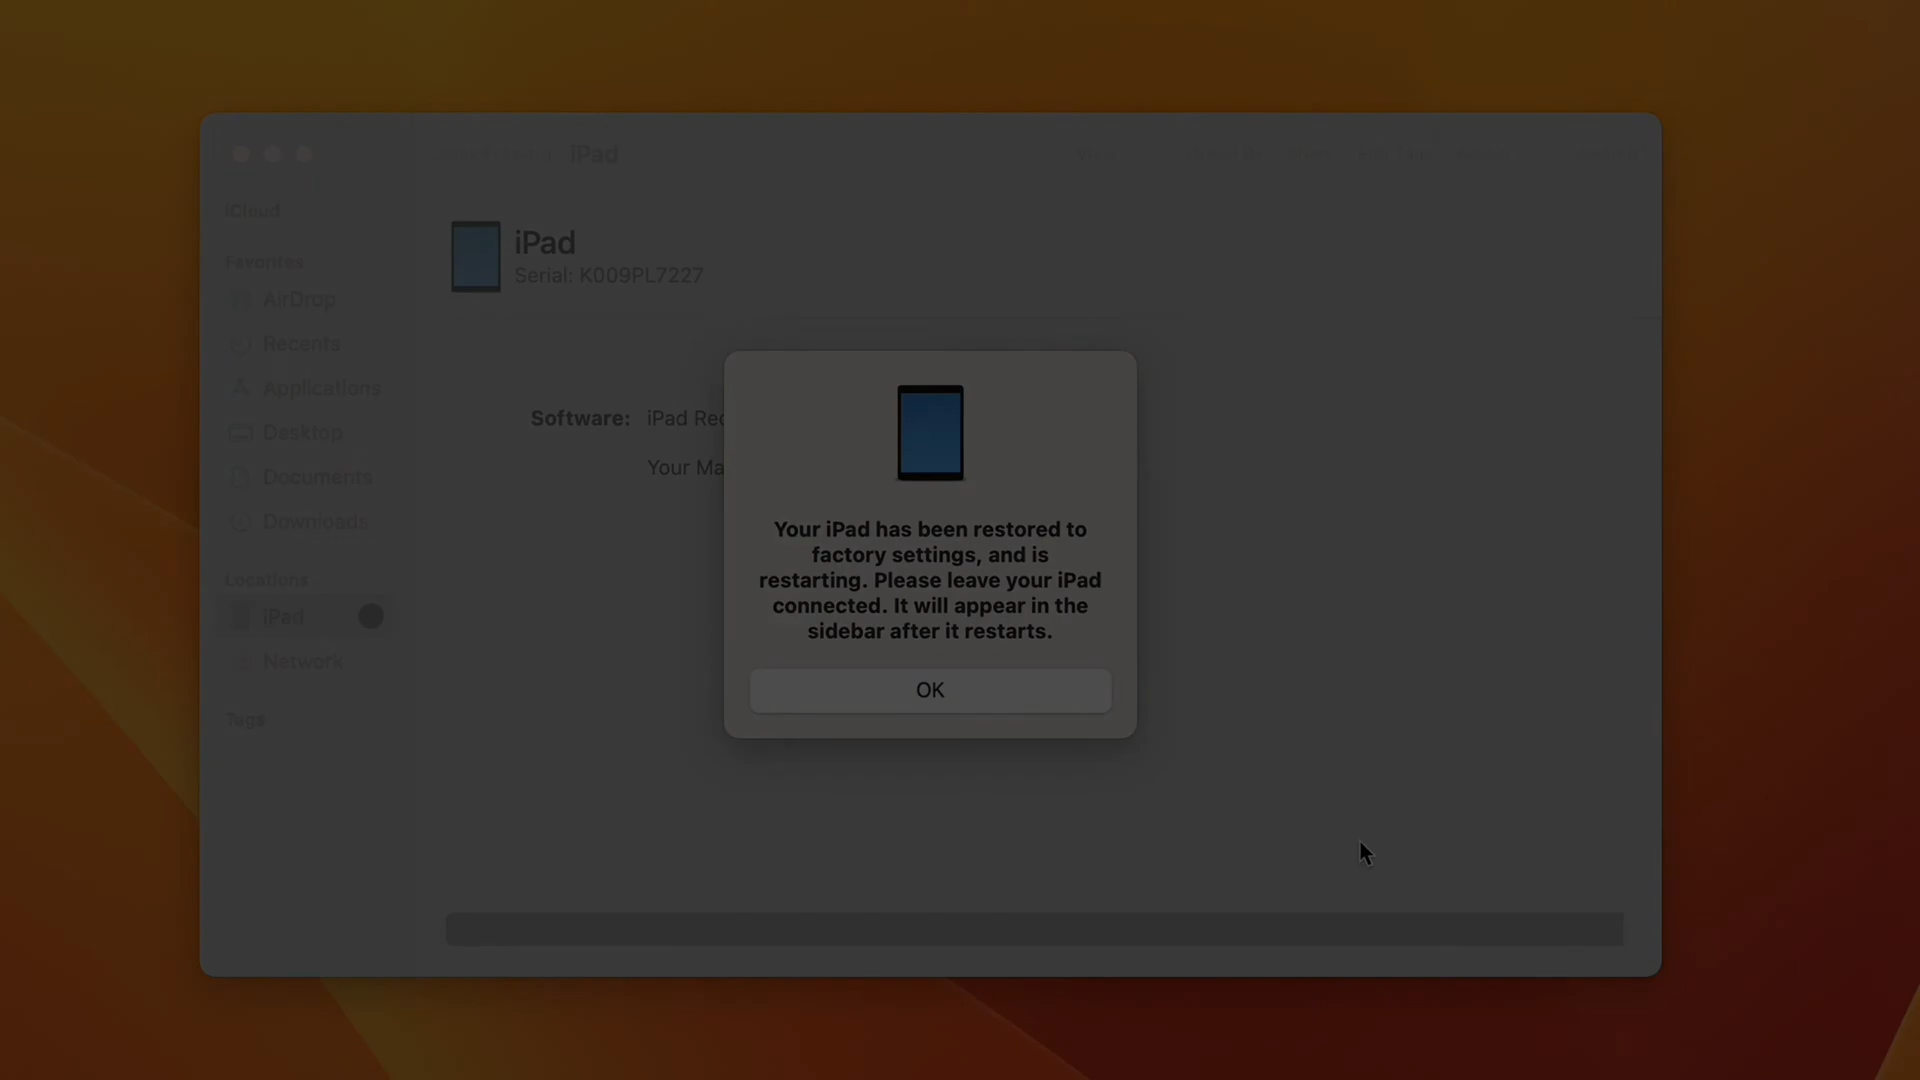 iPad
iCloud
iPad
Serial: K009PL7227
Favorites
AirDrop
Recents
Applications
Software: iPad Rec
Desktop
Your Ma
Documents
Downloads
Your iPad has been restored to
factory settings, and is
restarting. Please leave your iPad
connected. It will appear in the
sidebar after it restarts.
Locations
iPad
Network
OK
Tags